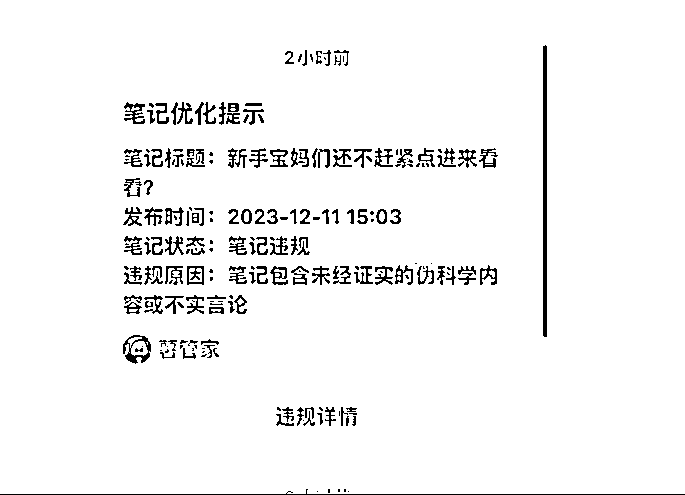 2小时前
笔记优化提示
笔记标题：新手宝妈们还不赶紧点进来看
看？
发布时间：2023-12-11 15:03
笔记状态：笔记违规
违规原因：笔记包含未经证实的伪科学内
容或不实言论
薯管家
违规详情